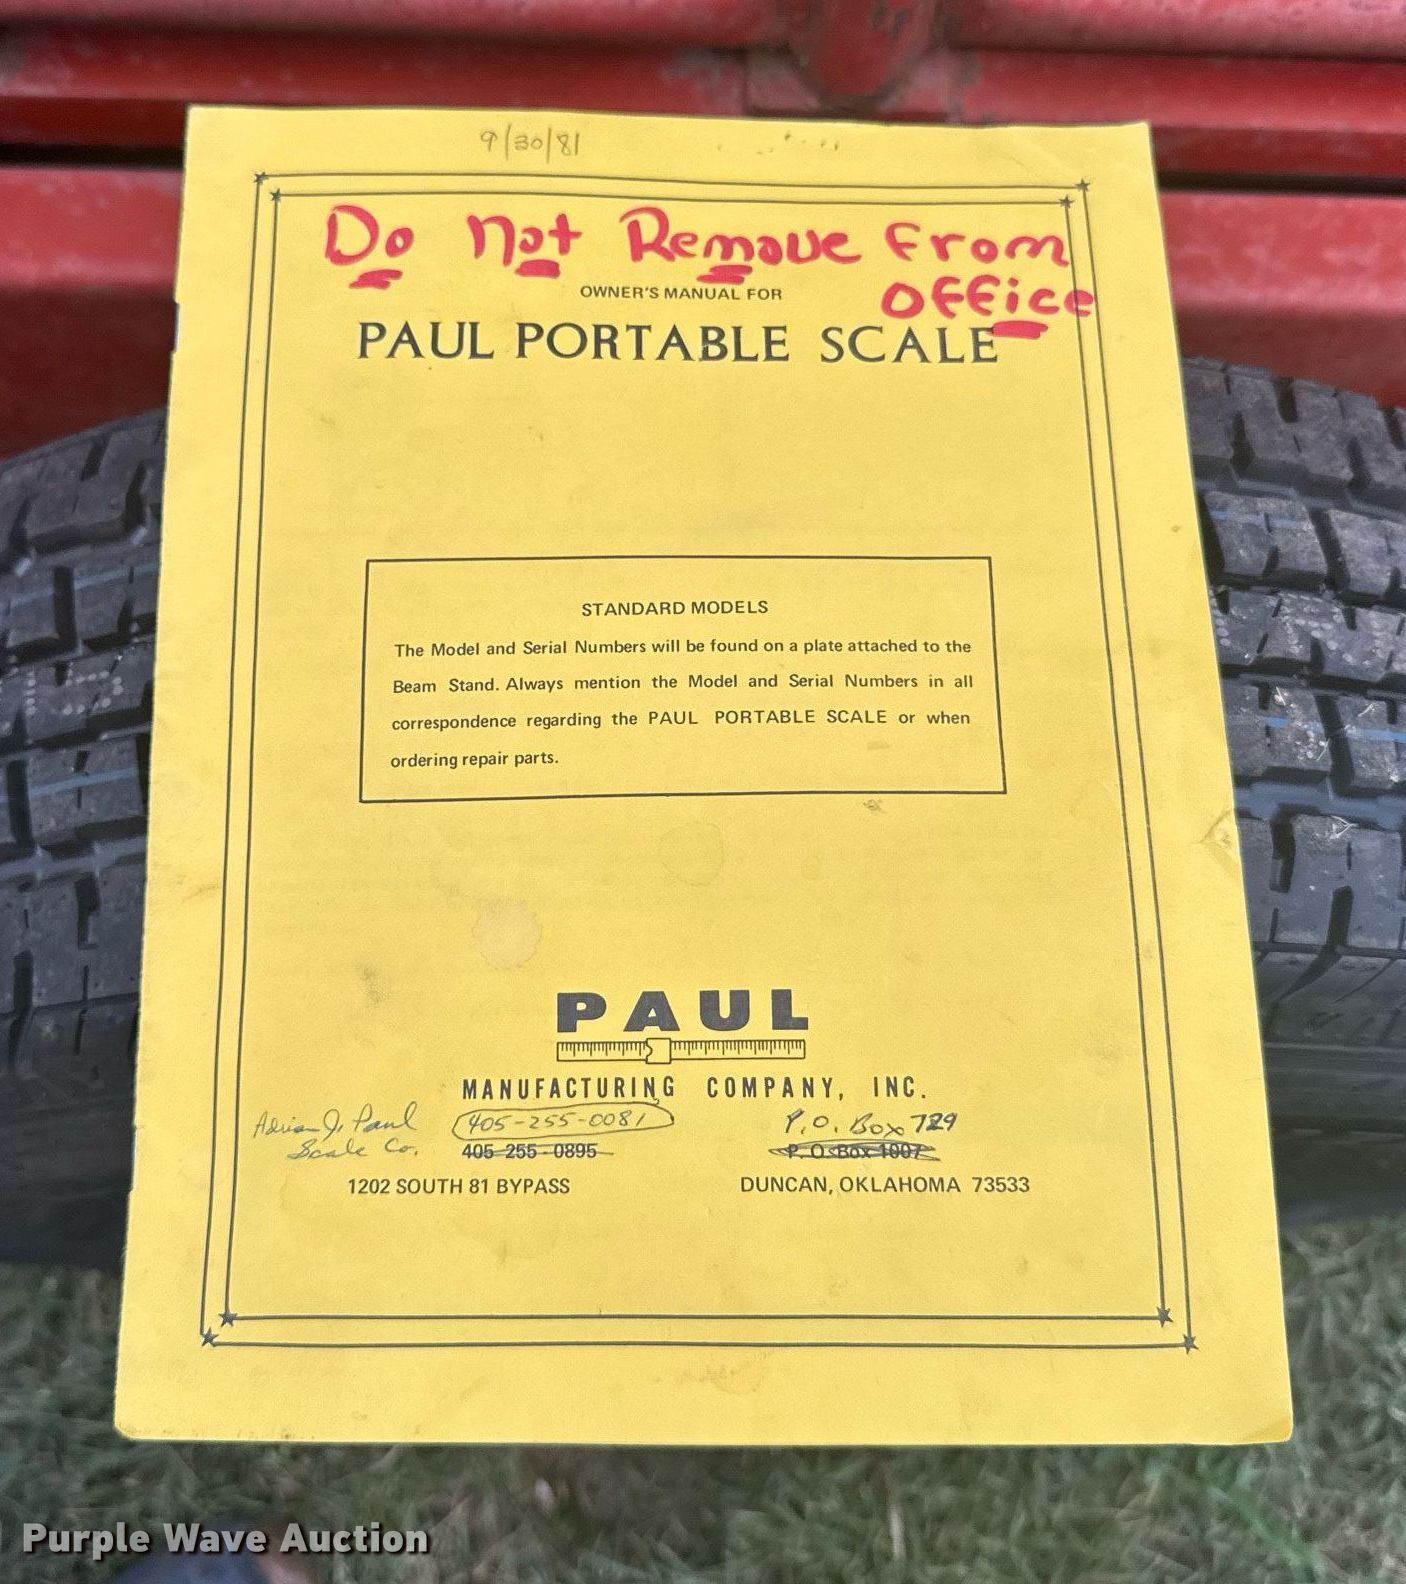 9/30/81
Do Not Remove From
Office
OWNER'S MANUAL FOR
PAUL PORTABLE SCALE
STANDARD MODELS
The Model and Serial Numbers will be found on a plate attached to the
Beam Stand. Always mention the Model and Serial Numbers in all
correspondence regarding the PAUL PORTABLE SCALE or when
ordering repair parts.
PAUL
MANUFACTURING COMPANY, INC.
Adrian J. Paul 405-255-0081 P.O. Box 729
Scale Co. 405-255-0895 P. O. Box 1007
1202 SOUTH 81 BYPASS DUNCAN, OKLAHOMA 73533
Purple Wave Auction